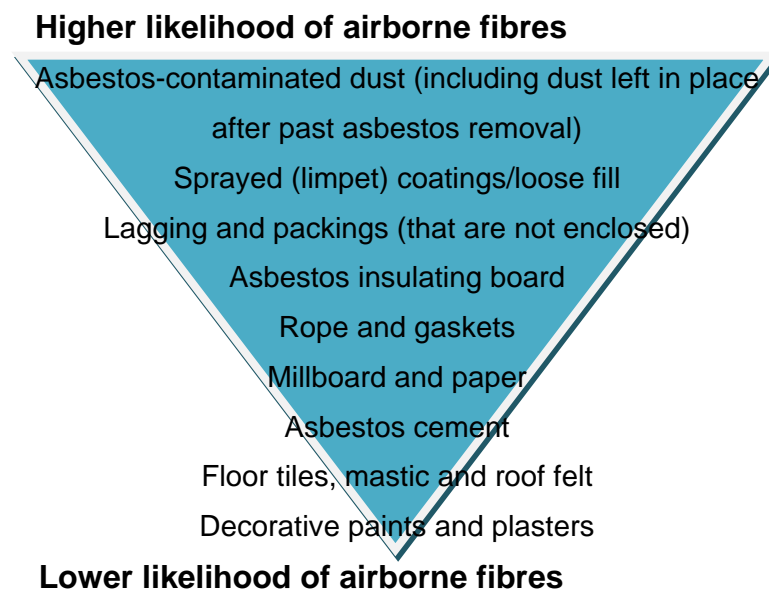 Higher likelihood of airborne fibres
Asbestos-contaminated dust (including dust left in place
after past asbestos removal)
Sprayed (limpet) coatings/loose fill
Lagging and packings (that are not enclosed)
Asbestos insulating board
Rope and gaskets
Millboard and paper
Asbestos cement
Floor tiles, mastic and roof felt
Decorative paints and plasters
Lower likelihood of airborne fibres